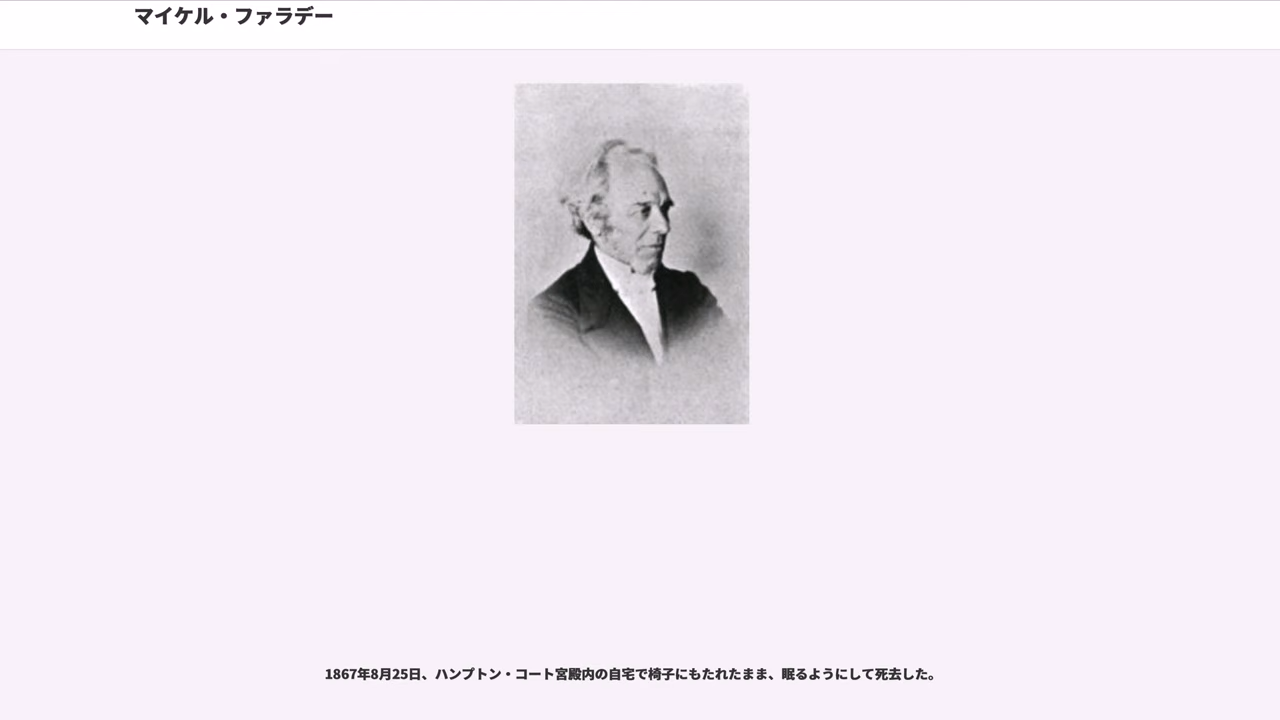 マイケル・ファラデー
1867年8月25日、ハンプトン・コート宮殿内の自宅で椅子にもたれたまま、眠るようにして死去した。